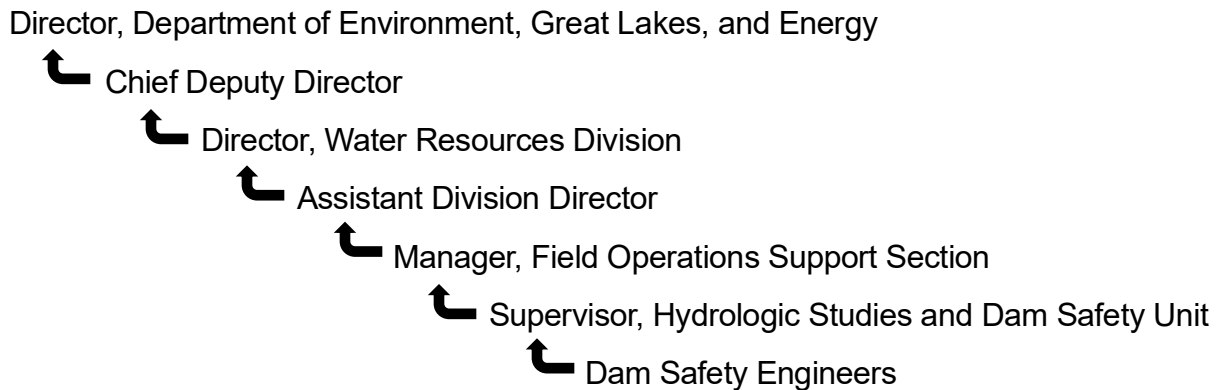 Director, Department of Environment, Great Lakes, and Energy
Chief Deputy Director
Director, Water Resources Division
Assistant Division Director
Manager, Field Operations Support Section
Supervisor, Hydrologic Studies and Dam Safety Unit
Dam Safety Engineers